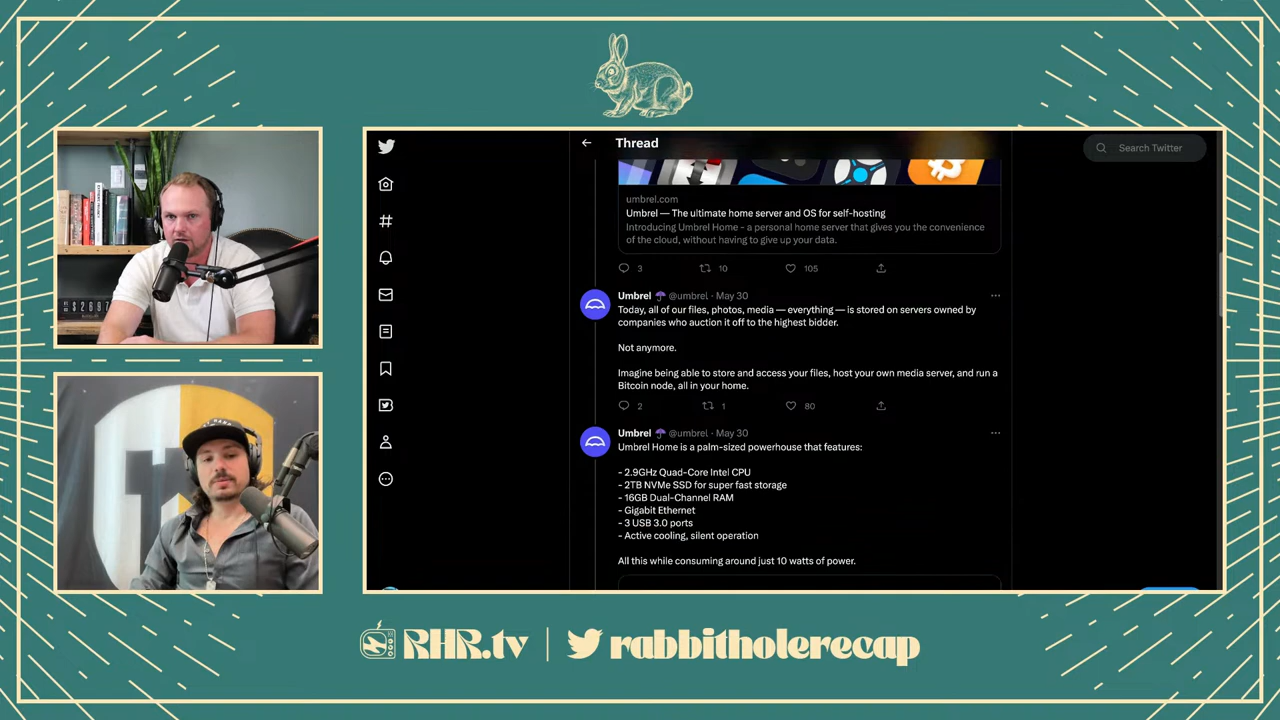 Thread
Search Twitter
umbrel.com
Umbrel — The ultimate home server and OS for self-hosting
Introducing Umbrel Home - a personal home server that gives you the convenience
of the cloud, without having to give up your data.
3 10 105
Umbrel ☂️ @umbrel · May 30
Today, all of our files, photos, media — everything — is stored on servers owned by
companies who auction it off to the highest bidder.
Not anymore.
Imagine being able to store and access your files, host your own media server, and run a
Bitcoin node, all in your home.
2 1 80
Umbrel ☂️ @umbrel · May 30
Umbrel Home is a palm-sized powerhouse that features:
- 2.9GHz Quad-Core Intel CPU
- 2TB NVMe SSD for super fast storage
- 16GB Dual-Channel RAM
- Gigabit Ethernet
- 3 USB 3.0 ports
- Active cooling, silent operation
All this while consuming around just 10 watts of power.
RHR.tv | rabbitholerecap